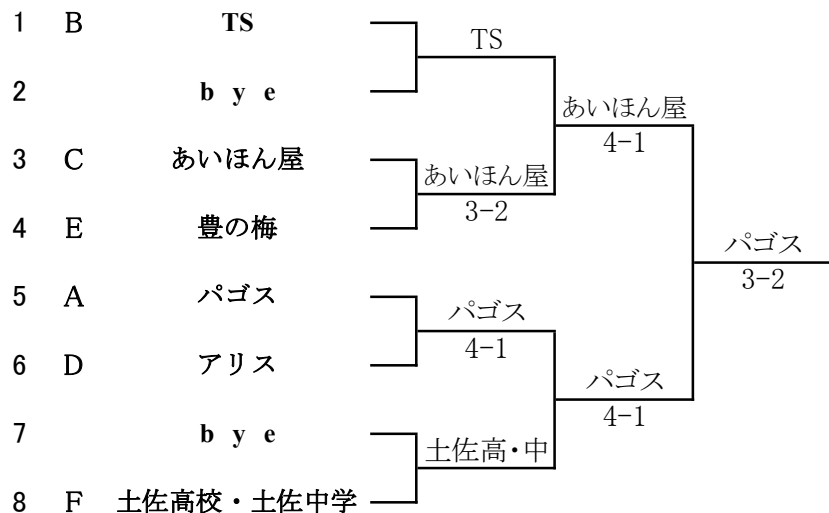 1 B TS
TS
2 b y e
あいほん屋
4-1
3 C あいほん屋
あいほん屋
3-2
4 E 豊の梅
パゴス
3-2
5 A パゴス
パゴス
4-1
6 D アリス
パゴス
4-1
7 b y e
土佐高・中
8 F 土佐高校・土佐中学